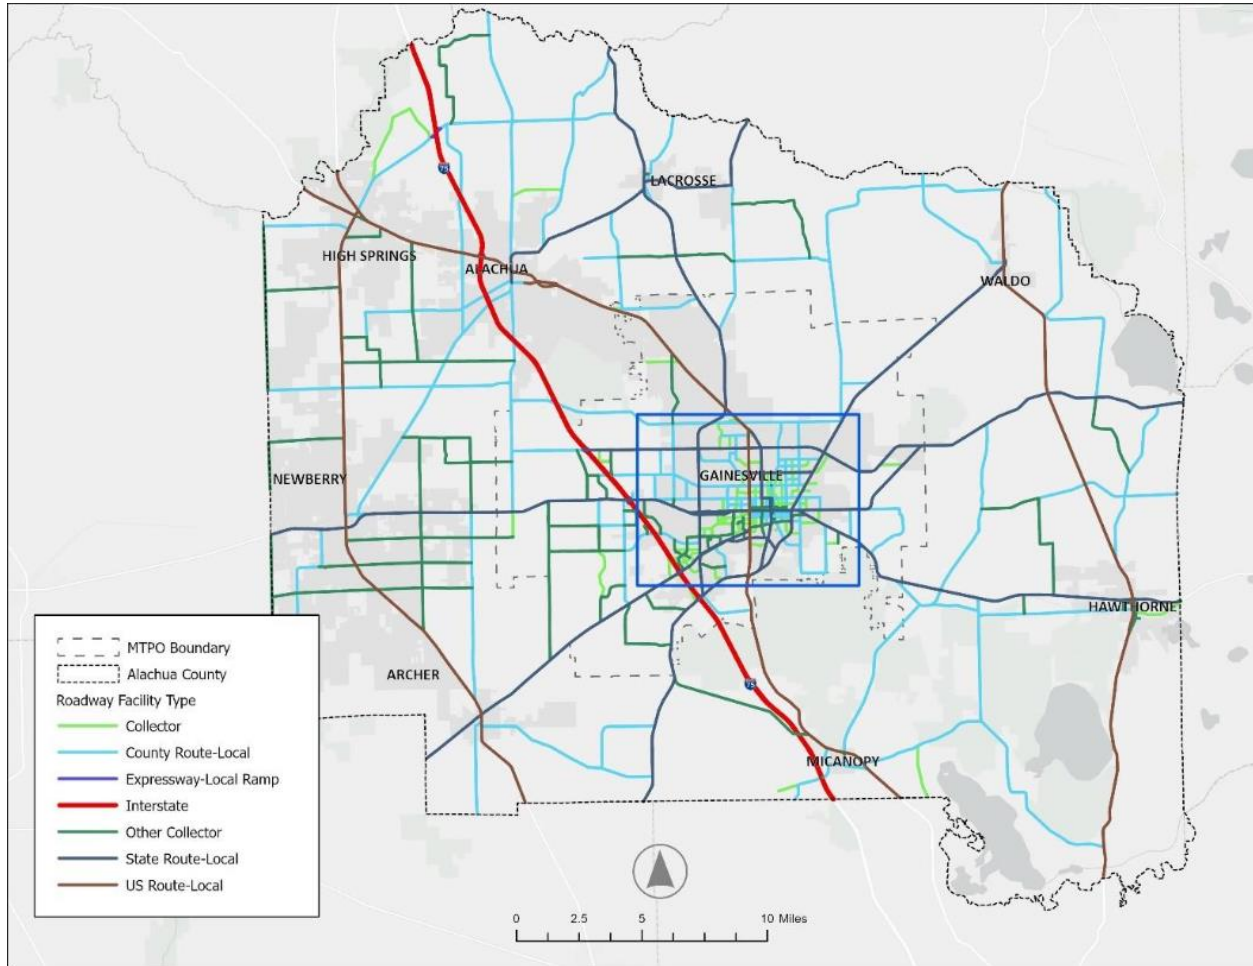 75
LACROSSE
HIGH SPRINGS
ALACHUA
WALDO
GAINESVILLE
NEWBERRY
HAWTHORNE
ARCHER
75
MICANOPY
MTPO Boundary
Alachua County
Roadway Facility Type
Collector
County Route-Local
Expressway-Local Ramp
Interstate
Other Collector
State Route-Local
US Route-Local
0 2.5 5 10 Miles